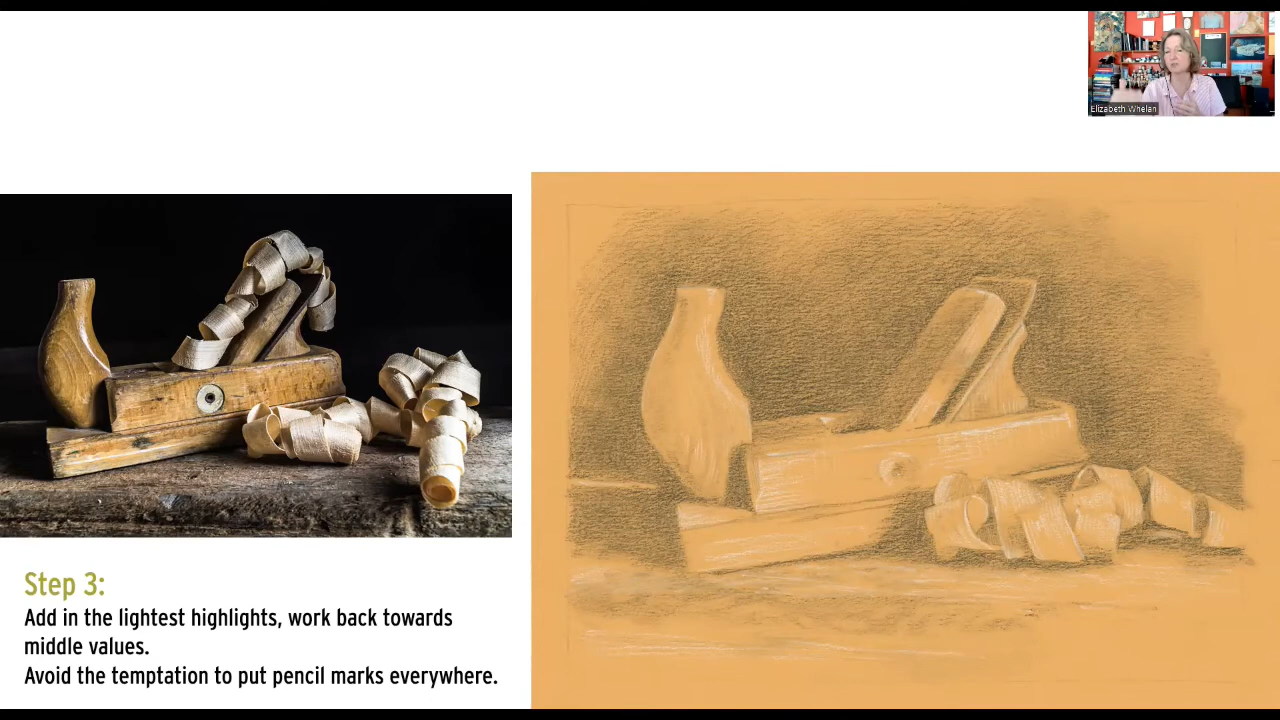 Elizabeth Whelan
Step 3:
Add in the lightest highlights, work back towards
middle values.
Avoid the temptation to put pencil marks everywhere.